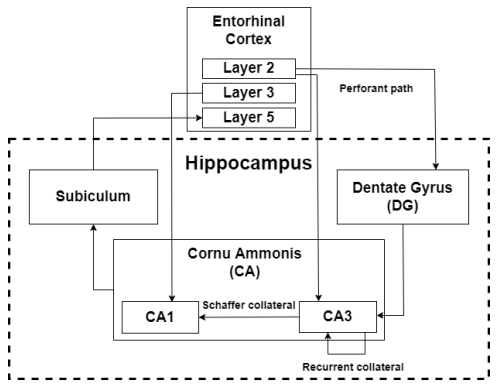 Entorhinal
Cortex
Layer 2
Layer 3
Layer 5
Perforant path
Hippocampus
Subiculum
Dentate Gyrus
(DG)
Cornu Ammonis
(CA)
Schaffer collateral
CA1
CA3
Recurrent collateral